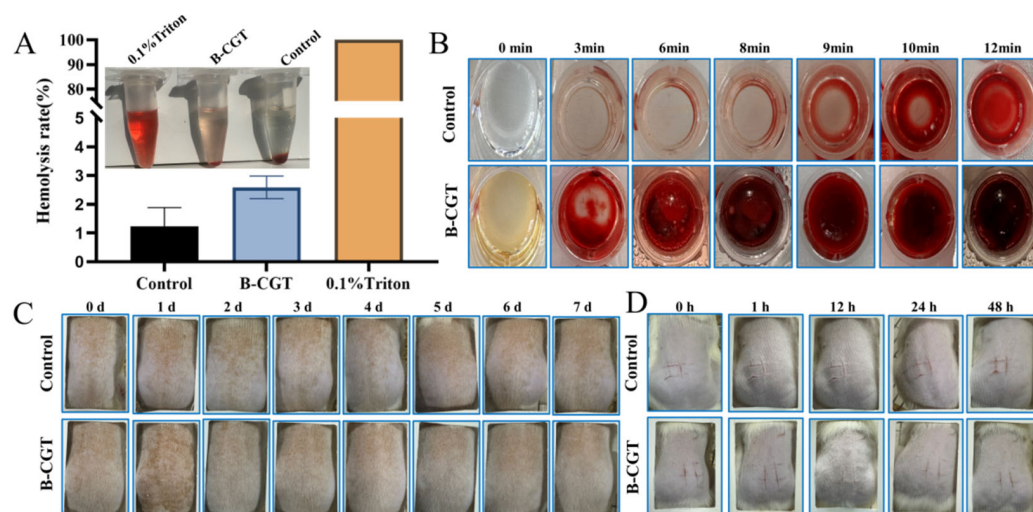 A
0.1%Triton
B-CGT
Control
Hemolysis rate(%)
100
90
80
5
4
3
2
1
0
Control
B-CGT
0.1%Triton
B
0 min
3min
6min
8min
9min
10min
12min
Control
B-CGT
C
0 d
1 d
2 d
3 d
4 d
5 d
6 d
7 d
Control
B-CGT
D
0 h
1 h
12 h
24 h
48 h
Control
B-CGT